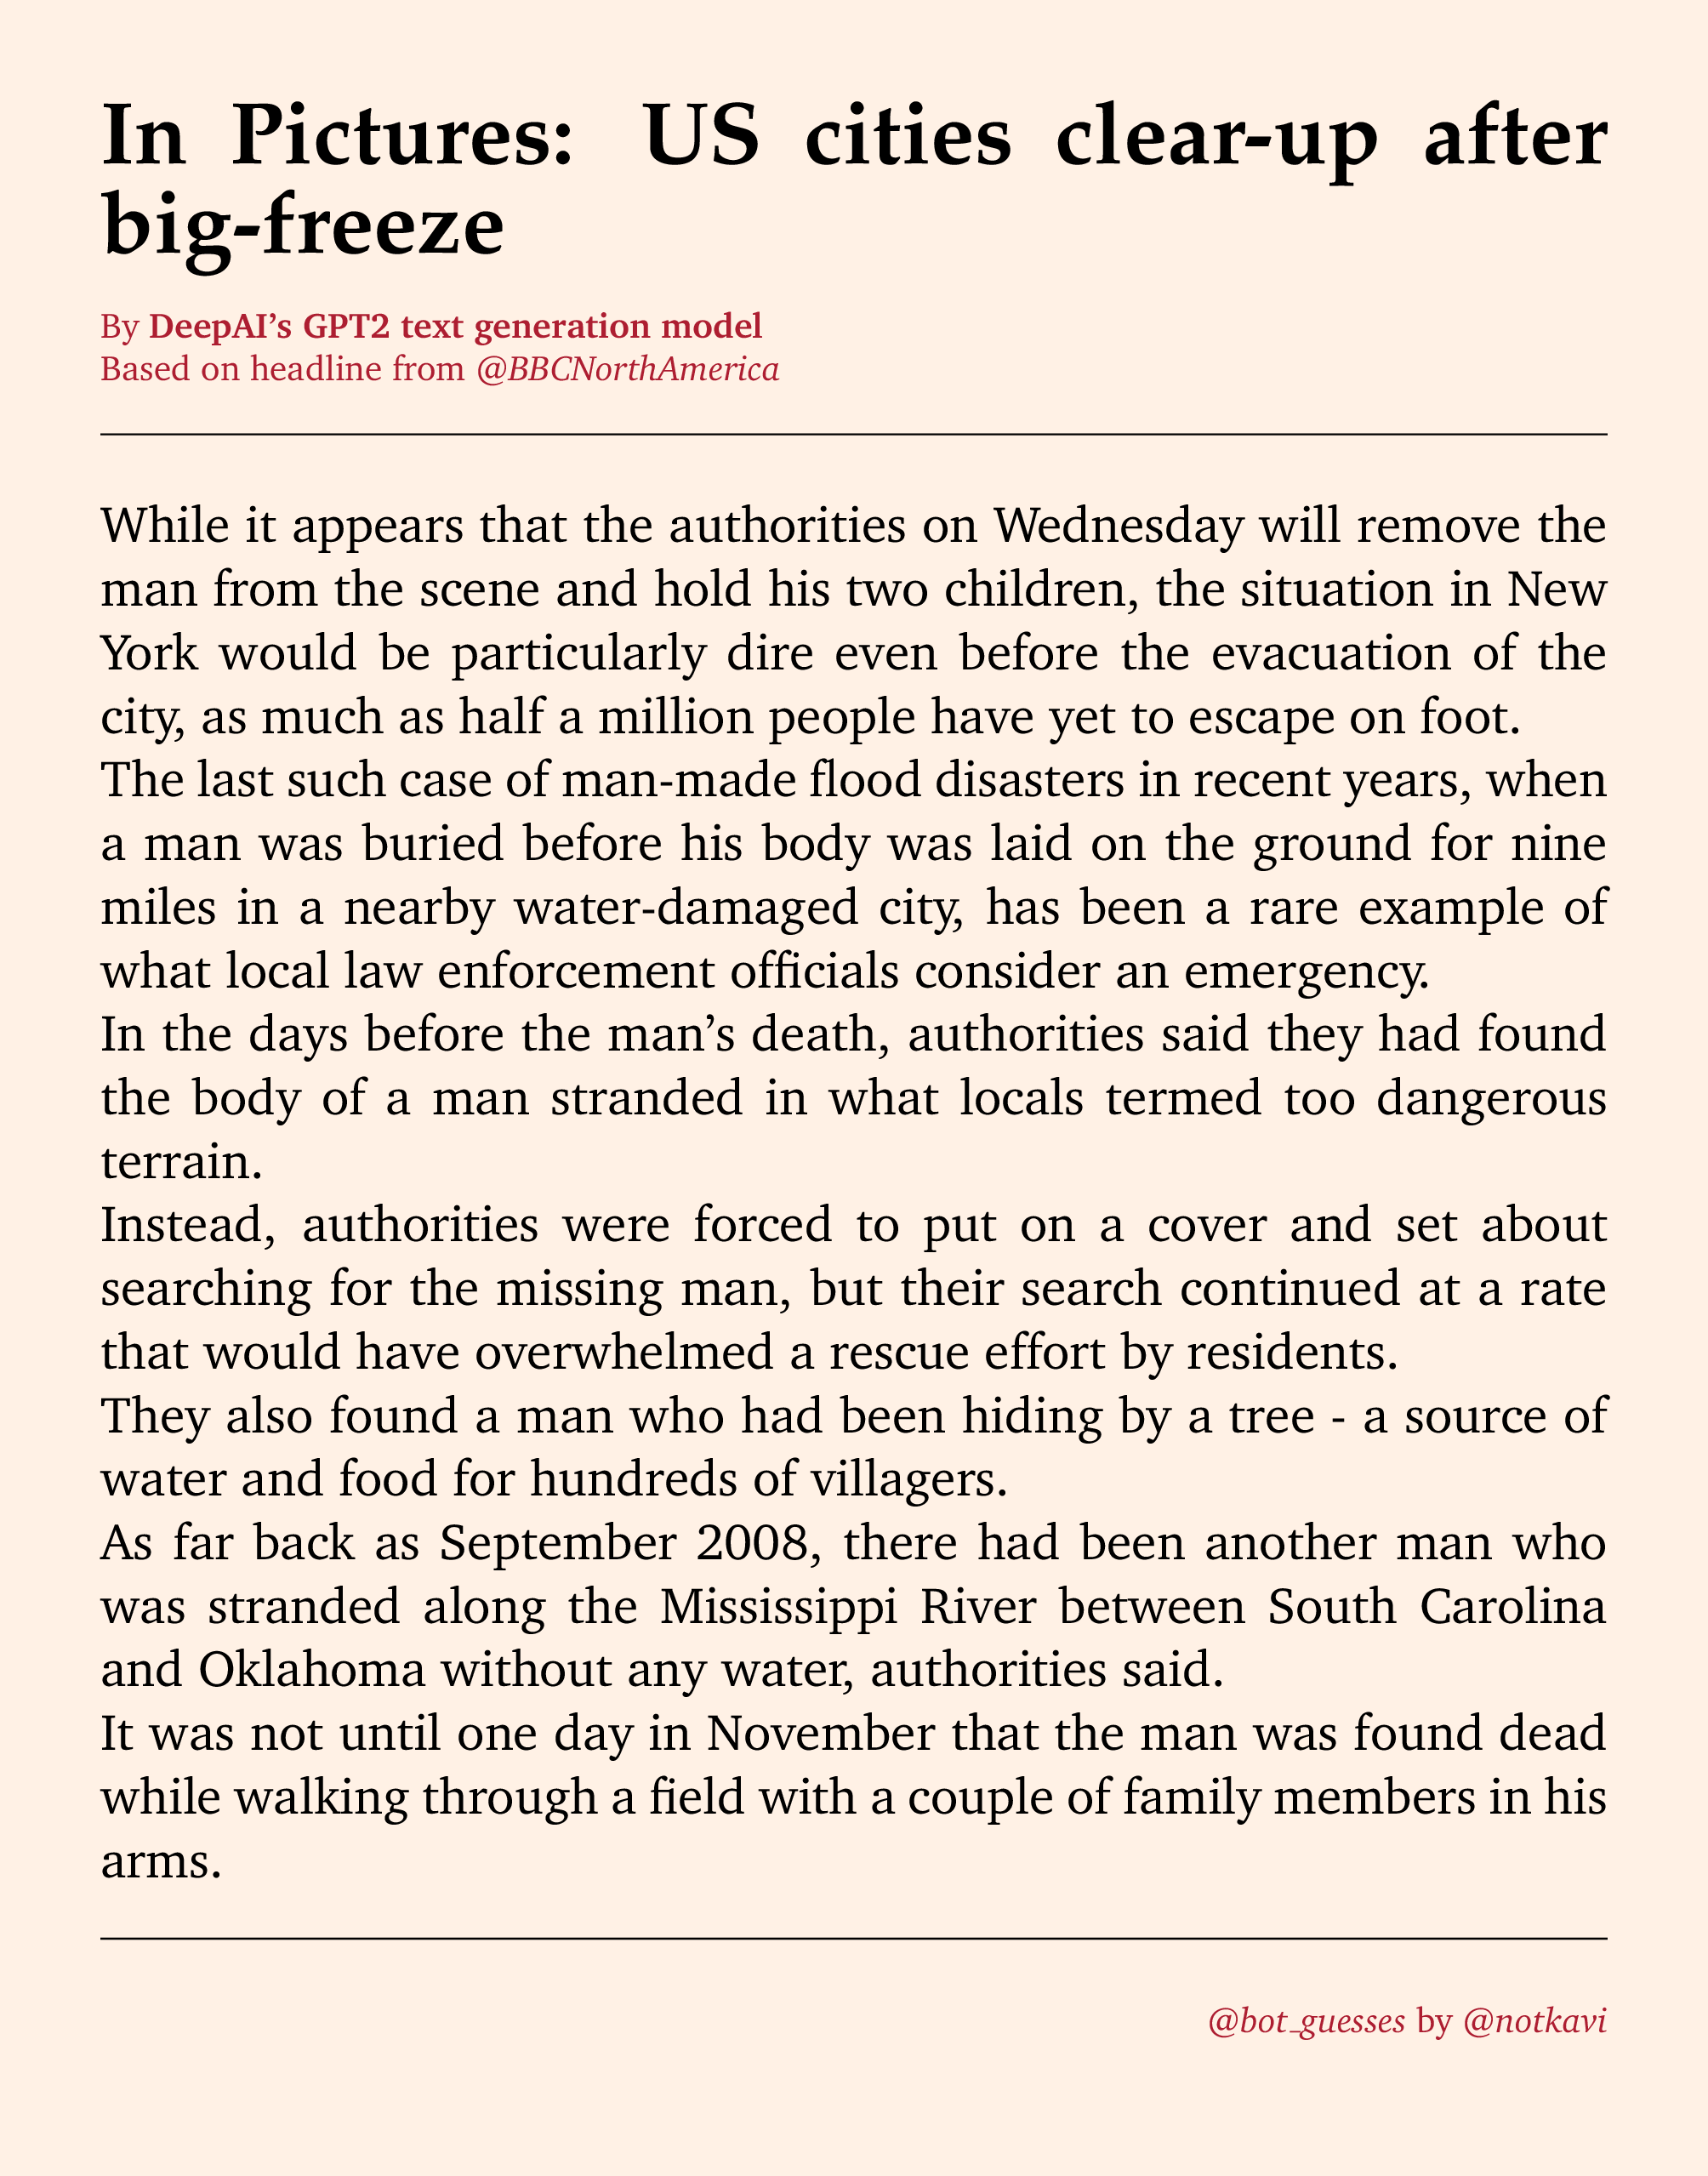 In Pictures: US cities clear-up after
big-freeze
By DeepAI’s GPT2 text generation model
Based on headline from @BBCNorthAmerica
While it appears that the authorities on Wednesday will remove the
man from the scene and hold his two children, the situation in New
York would be particularly dire even before the evacuation of the
city, as much as half a million people have yet to escape on foot.
The last such case of man-made flood disasters in recent years, when
a man was buried before his body was laid on the ground for nine
miles in a nearby water-damaged city, has been a rare example of
what local law enforcement officials consider an emergency.
In the days before the man’s death, authorities said they had found
the body of a man stranded in what locals termed too dangerous
terrain.
Instead, authorities were forced to put on a cover and set about
searching for the missing man, but their search continued at a rate
that would have overwhelmed a rescue effort by residents.
They also found a man who had been hiding by a tree - a source of
water and food for hundreds of villagers.
As far back as September 2008, there had been another man who
was stranded along the Mississippi River between South Carolina
and Oklahoma without any water, authorities said.
It was not until one day in November that the man was found dead
while walking through a field with a couple of family members in his
arms.
@bot_guesses by @notkavi